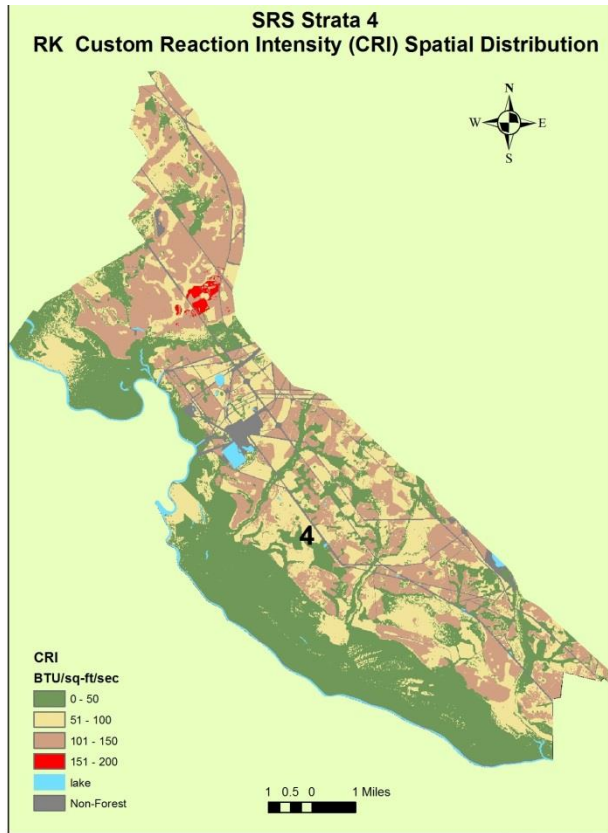 SRS Strata 4
RK Custom Reaction Intensity (CRI) Spatial Distribution
N
W E
S
4
CRI
BTU/sq-ft/sec
0 - 50
51 - 100
101 - 150
151 - 200
lake
Non-Forest
1 0.5 0 1 Miles